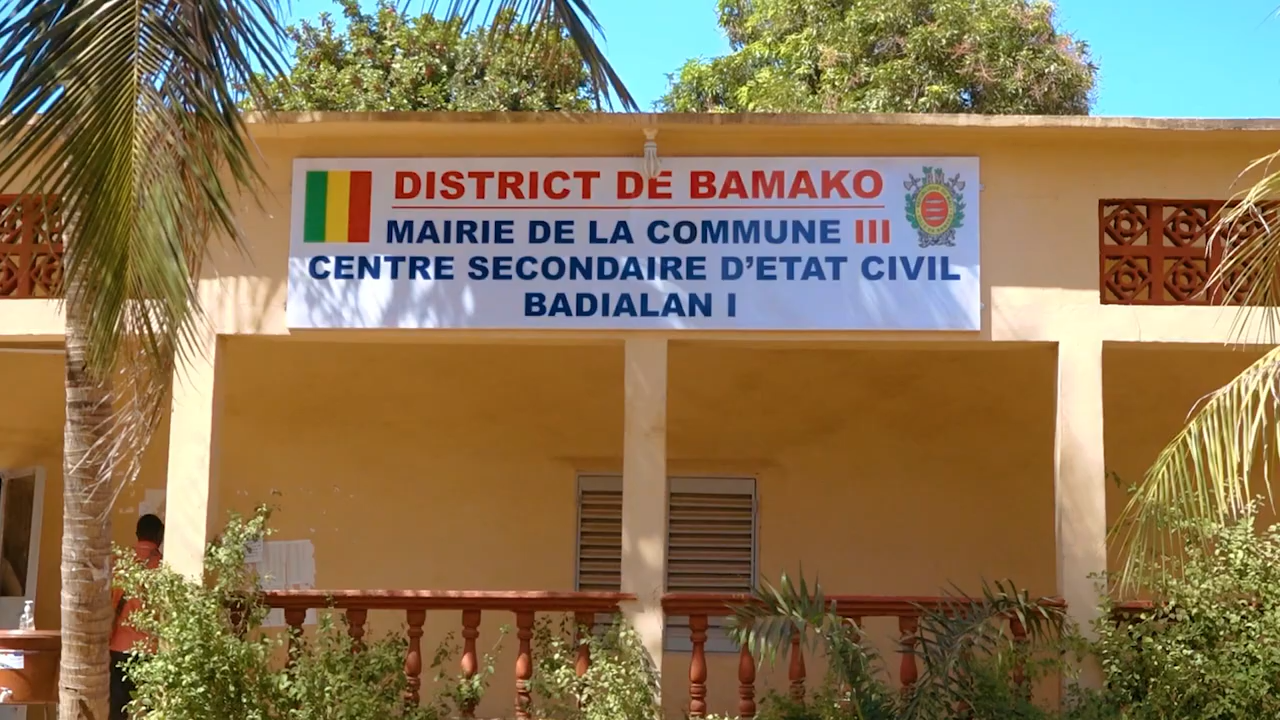 DISTRICT DE BAMAKO
MAIRIE DE LA COMMUNE III
CENTRE SECONDAIRE D'ETAT CIVIL
BADIALAN I